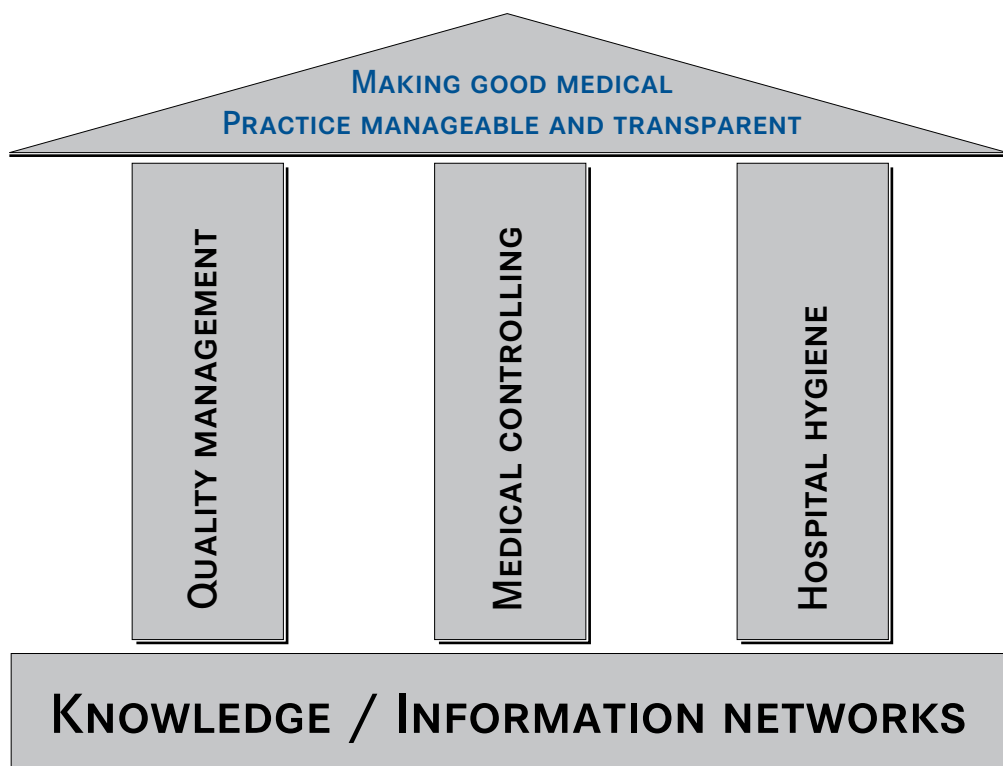 Making good medical
Practice manageable and transparent
Quality management
Medical controlling
Hospital hygiene
Knowledge / Information networks